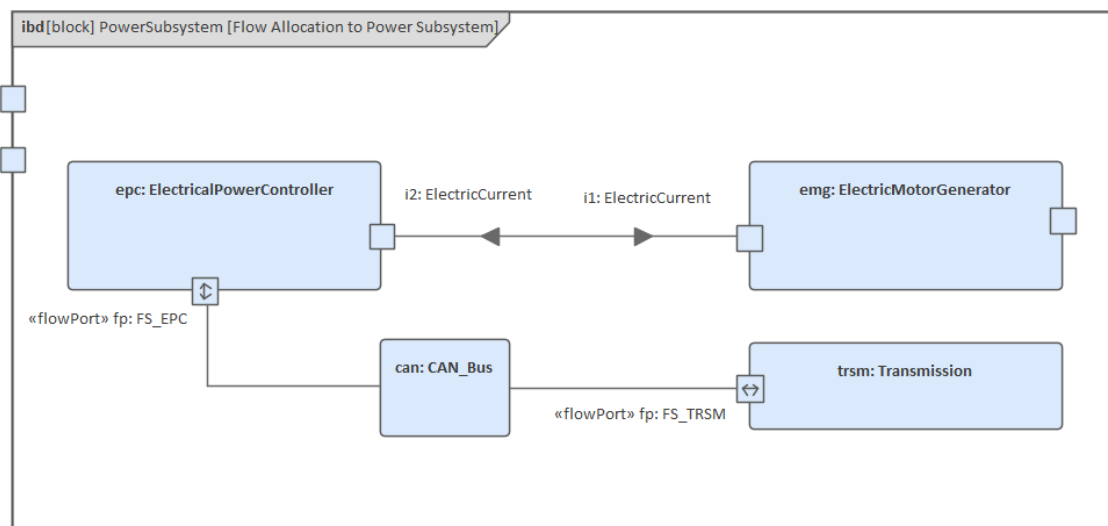 ibd[block] PowerSubsystem [Flow Allocation to Power Subsystem]
epc: ElectricalPowerController
i2: ElectricCurrent
i1: ElectricCurrent
emg: ElectricMotorGenerator
«flowPort» fp: FS_EPC
can: CAN_Bus
trsm: Transmission
«flowPort» fp: FS_TRSM